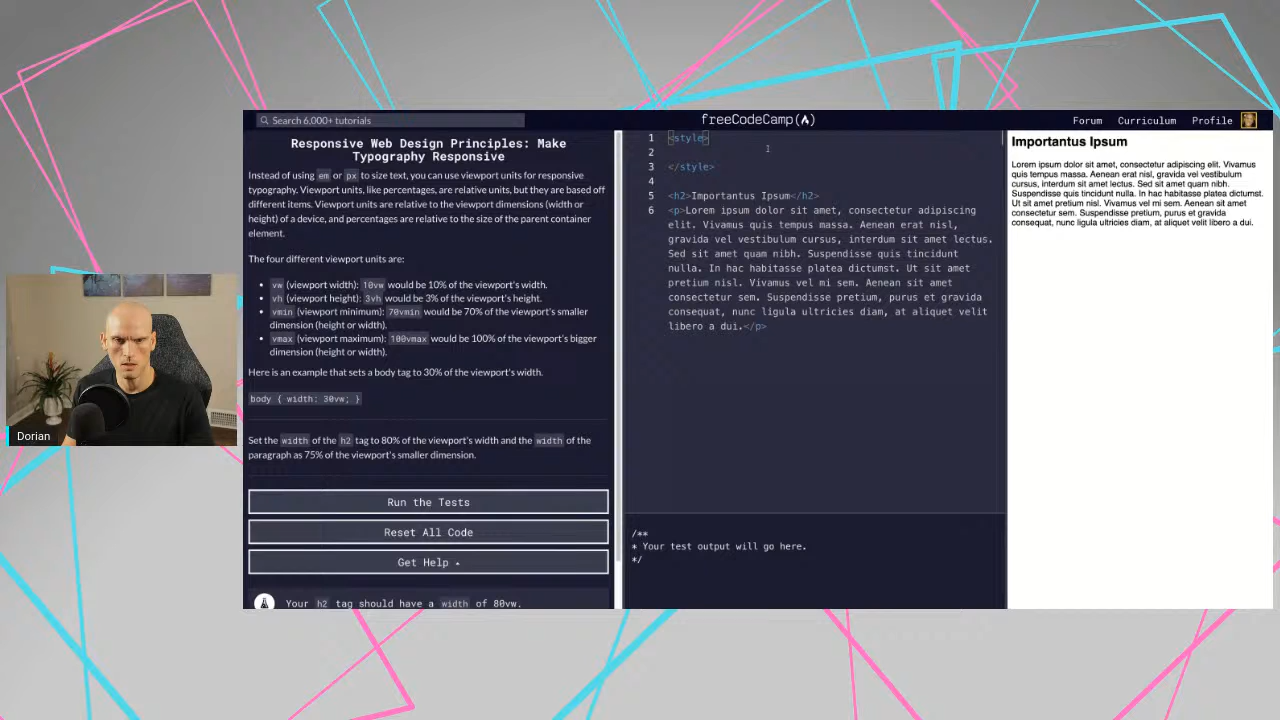 Search 6,000+ tutorials
freeCodeCamp
Forum
Curriculum
Profile
Responsive Web Design Principles: Make
Typography Responsive
Instead of using em or px to size text, you can use viewport units for responsive
typography. Viewport units, like percentages, are relative units, but they are based off
different items. Viewport units are relative to the viewport dimensions (width or
height) of a device, and percentages are relative to the size of the parent container
element.
The four different viewport units are:
vw (viewport width): 10vw would be 10% of the viewport's width.
vh (viewport height): 3vh would be 3% of the viewport's height.
vmin (viewport minimum): 70vmin would be 70% of the viewport's smaller
dimension (height or width).
vmax (viewport maximum): 100vmax would be 100% of the viewport's bigger
dimension (height or width).
Here is an example that sets a body tag to 30% of the viewport's width.
body { width: 30vw; }
Set the width of the h2 tag to 80% of the viewport's width and the width of the
paragraph as 75% of the viewport's smaller dimension.
Run the Tests
Reset All Code
Get Help
Your h2 tag should have a width of 80vw.
1 <style>
2
3 </style>
4
5 <h2>Importantus Ipsum</h2>
6 <p>Lorem ipsum dolor sit amet, consectetur adipiscing
elit. Vivamus quis tempus massa. Aenean erat nisl,
gravida vel vestibulum cursus, interdum sit amet lectus.
Sed sit amet quam nibh. Suspendisse quis tincidunt
nulla. In hac habitasse platea dictumst. Ut sit amet
pretium nisl. Vivamus vel mi sem. Aenean sit amet
consectetur sem. Suspendisse pretium, purus et gravida
consequat, nunc ligula ultricies diam, at aliquet velit
libero a dui.</p>
/**
* Your test output will go here.
*/
Importantus Ipsum
Lorem ipsum dolor sit amet, consectetur adipiscing elit. Vivamus
quis tempus massa. Aenean erat nisl, gravida vel vestibulum
cursus, interdum sit amet lectus. Sed sit amet quam nibh.
Suspendisse quis tincidunt nulla. In hac habitasse platea dictumst.
Ut sit amet pretium nisl. Vivamus vel mi sem. Aenean sit amet
consectetur sem. Suspendisse pretium, purus et gravida
consequat, nunc ligula ultricies diam, at aliquet velit libero a dui.
Dorian